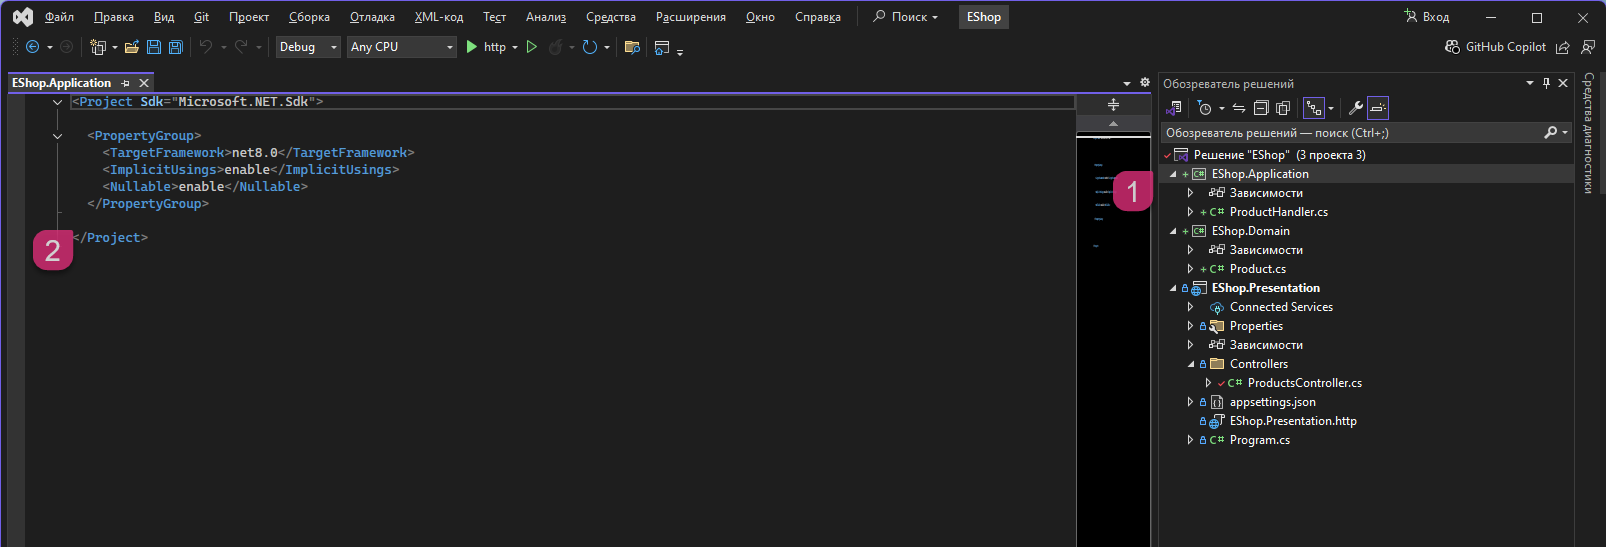 Файл Правка Вид Git Проект Сборка Отладка XML-код Тест Анализ Средства Расширения Окно Справка Поиск EShop Вход
Debug Any CPU http GitHub Copilot
EShop.Application
<Project Sdk="Microsoft.NET.Sdk">
<PropertyGroup>
<TargetFramework>net8.0</TargetFramework>
<ImplicitUsings>enable</ImplicitUsings>
<Nullable>enable</Nullable>
</PropertyGroup>
</Project>
2
1
Обозреватель решений
Обозреватель решений — поиск (Ctrl+;)
Решение "EShop" (3 проекта 3)
EShop.Application
Зависимости
C# ProductHandler.cs
EShop.Domain
Зависимости
C# Product.cs
EShop.Presentation
Connected Services
Properties
Зависимости
Controllers
C# ProductsController.cs
appsettings.json
EShop.Presentation.http
C# Program.cs
Средства диагностики